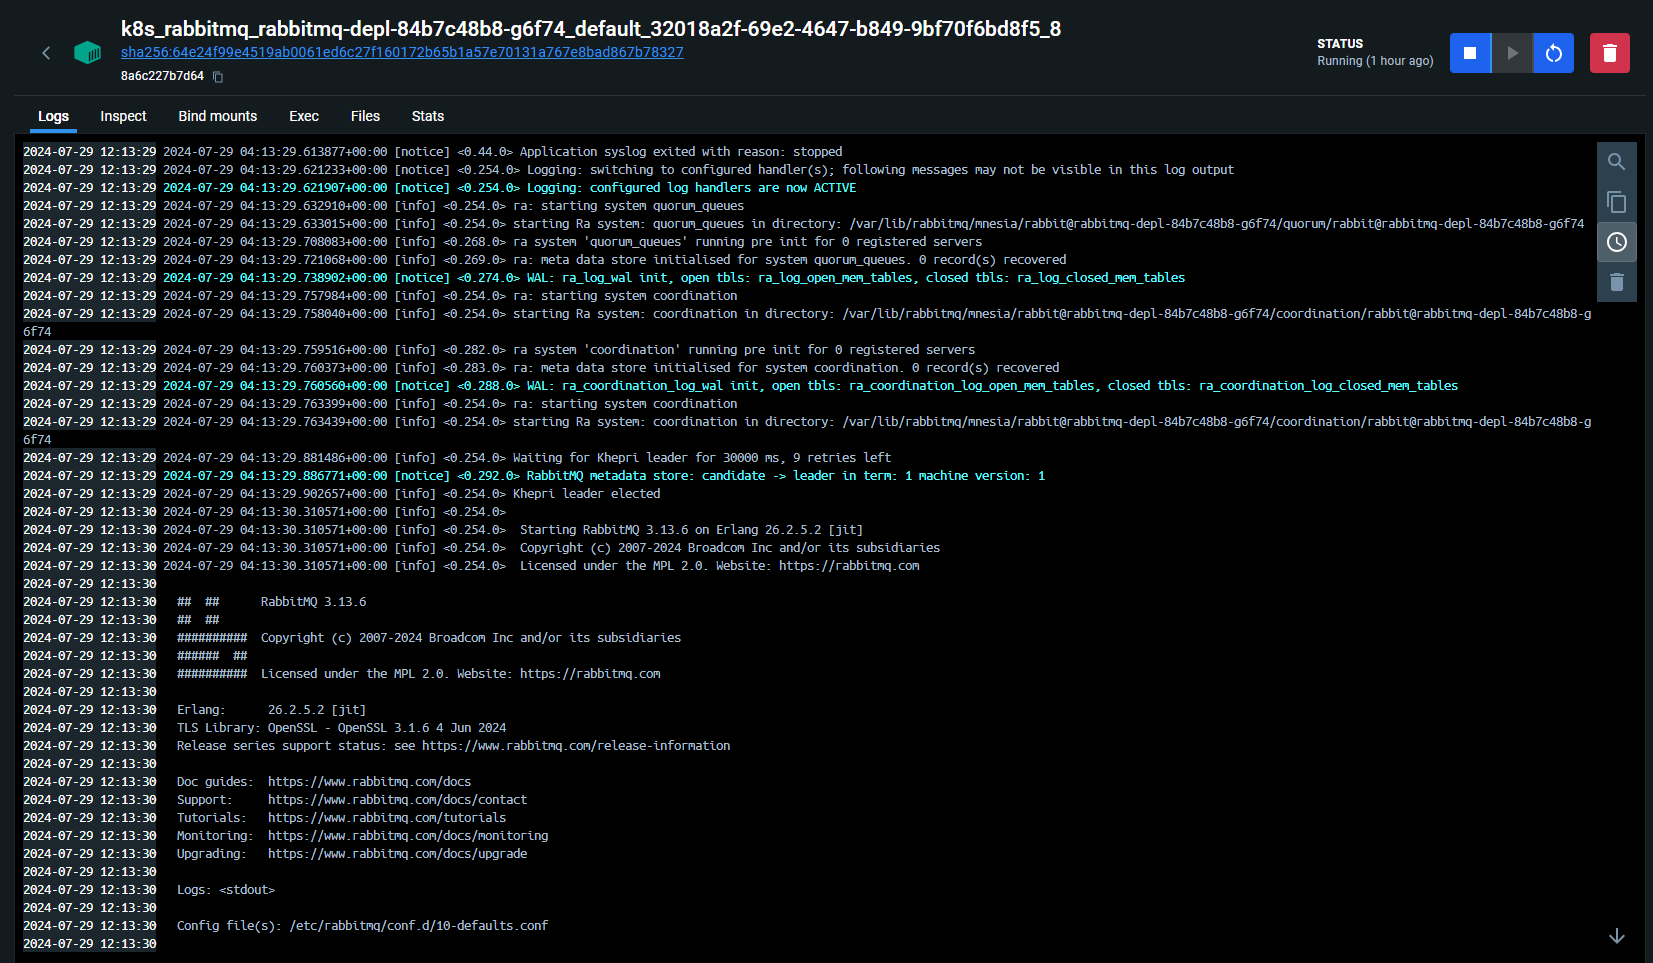 k8s_rabbitmq_rabbitmq-depl-84b7c48b8-g6f74_default_32018a2f-69e2-4647-b849-9bf70f6bd8f5_8
sha256:64e24f99e4519ab0061ed6c27f160172b65b1a57e70131a767e8bad867b78327
8a6c227b7d64
STATUS
Running (1 hour ago)
Logs Inspect Bind mounts Exec Files Stats
2024-07-29 12:13:29 2024-07-29 04:13:29.613877+00:00 [notice] <0.44.0> Application syslog exited with reason: stopped
2024-07-29 12:13:29 2024-07-29 04:13:29.621233+00:00 [notice] <0.254.0> Logging: switching to configured handler(s); following messages may not be visible in this log output
2024-07-29 12:13:29 2024-07-29 04:13:29.621907+00:00 [notice] <0.254.0> Logging: configured log handlers are now ACTIVE
2024-07-29 12:13:29 2024-07-29 04:13:29.632910+00:00 [info] <0.254.0> ra: starting system quorum_queues
2024-07-29 12:13:29 2024-07-29 04:13:29.633015+00:00 [info] <0.254.0> starting Ra system: quorum_queues in directory: /var/lib/rabbitmq/mnesia/rabbit@rabbitmq-depl-84b7c48b8-g6f74/quorum/rabbit@rabbitmq-depl-84b7c48b8-g6f74
2024-07-29 12:13:29 2024-07-29 04:13:29.708083+00:00 [info] <0.268.0> ra system 'quorum_queues' running pre init for 0 registered servers
2024-07-29 12:13:29 2024-07-29 04:13:29.721068+00:00 [info] <0.269.0> ra: meta data store initialised for system quorum_queues. 0 record(s) recovered
2024-07-29 12:13:29 2024-07-29 04:13:29.738902+00:00 [notice] <0.274.0> WAL: ra_log_wal init, open tbls: ra_log_open_mem_tables, closed tbls: ra_log_closed_mem_tables
2024-07-29 12:13:29 2024-07-29 04:13:29.757984+00:00 [info] <0.254.0> ra: starting system coordination
2024-07-29 12:13:29 2024-07-29 04:13:29.758040+00:00 [info] <0.254.0> starting Ra system: coordination in directory: /var/lib/rabbitmq/mnesia/rabbit@rabbitmq-depl-84b7c48b8-g6f74/coordination/rabbit@rabbitmq-depl-84b7c48b8-g
6f74
2024-07-29 12:13:29 2024-07-29 04:13:29.759516+00:00 [info] <0.282.0> ra system 'coordination' running pre init for 0 registered servers
2024-07-29 12:13:29 2024-07-29 04:13:29.760373+00:00 [info] <0.283.0> ra: meta data store initialised for system coordination. 0 record(s) recovered
2024-07-29 12:13:29 2024-07-29 04:13:29.760560+00:00 [notice] <0.288.0> WAL: ra_coordination_log_wal init, open tbls: ra_coordination_log_open_mem_tables, closed tbls: ra_coordination_log_closed_mem_tables
2024-07-29 12:13:29 2024-07-29 04:13:29.763399+00:00 [info] <0.254.0> ra: starting system coordination
2024-07-29 12:13:29 2024-07-29 04:13:29.763439+00:00 [info] <0.254.0> starting Ra system: coordination in directory: /var/lib/rabbitmq/mnesia/rabbit@rabbitmq-depl-84b7c48b8-g6f74/coordination/rabbit@rabbitmq-depl-84b7c48b8-g
6f74
2024-07-29 12:13:29 2024-07-29 04:13:29.881486+00:00 [info] <0.254.0> Waiting for Khepri leader for 30000 ms, 9 retries left
2024-07-29 12:13:29 2024-07-29 04:13:29.886771+00:00 [notice] <0.292.0> RabbitMQ metadata store: candidate -> leader in term: 1 machine version: 1
2024-07-29 12:13:29 2024-07-29 04:13:29.902657+00:00 [info] <0.254.0> Khepri leader elected
2024-07-29 12:13:30 2024-07-29 04:13:30.310571+00:00 [info] <0.254.0>
2024-07-29 12:13:30 2024-07-29 04:13:30.310571+00:00 [info] <0.254.0>  Starting RabbitMQ 3.13.6 on Erlang 26.2.5.2 [jit]
2024-07-29 12:13:30 2024-07-29 04:13:30.310571+00:00 [info] <0.254.0>  Copyright (c) 2007-2024 Broadcom Inc and/or its subsidiaries
2024-07-29 12:13:30 2024-07-29 04:13:30.310571+00:00 [info] <0.254.0>  Licensed under the MPL 2.0. Website: https://rabbitmq.com
2024-07-29 12:13:30
2024-07-29 12:13:30   ##  ##      RabbitMQ 3.13.6
2024-07-29 12:13:30   ##  ##
2024-07-29 12:13:30   ##########  Copyright (c) 2007-2024 Broadcom Inc and/or its subsidiaries
2024-07-29 12:13:30   ######  ##
2024-07-29 12:13:30   ##########  Licensed under the MPL 2.0. Website: https://rabbitmq.com
2024-07-29 12:13:30
2024-07-29 12:13:30   Erlang:      26.2.5.2 [jit]
2024-07-29 12:13:30   TLS Library: OpenSSL - OpenSSL 3.1.6 4 Jun 2024
2024-07-29 12:13:30   Release series support status: see https://www.rabbitmq.com/release-information
2024-07-29 12:13:30
2024-07-29 12:13:30   Doc guides:  https://www.rabbitmq.com/docs
2024-07-29 12:13:30   Support:     https://www.rabbitmq.com/docs/contact
2024-07-29 12:13:30   Tutorials:   https://www.rabbitmq.com/tutorials
2024-07-29 12:13:30   Monitoring:  https://www.rabbitmq.com/docs/monitoring
2024-07-29 12:13:30   Upgrading:   https://www.rabbitmq.com/docs/upgrade
2024-07-29 12:13:30
2024-07-29 12:13:30   Logs: <stdout>
2024-07-29 12:13:30
2024-07-29 12:13:30   Config file(s): /etc/rabbitmq/conf.d/10-defaults.conf
2024-07-29 12:13:30